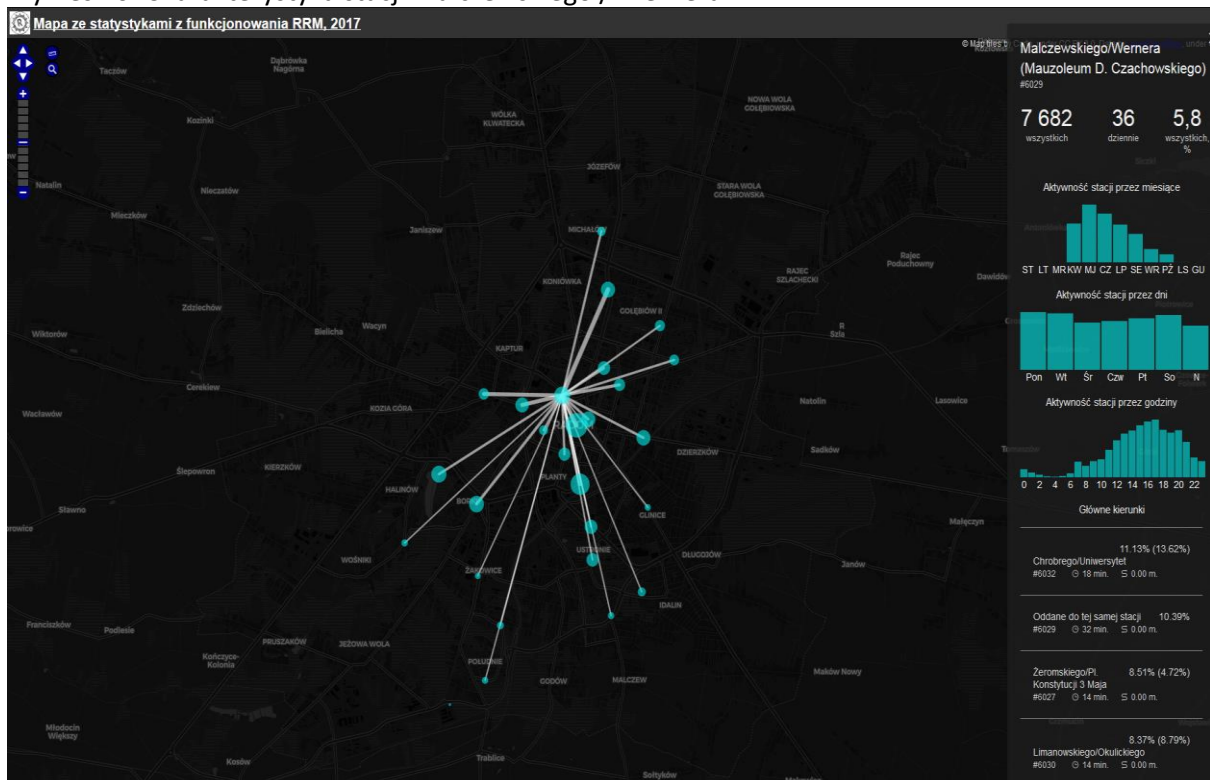 Mapa ze statystykami z funkcjonowania RRM, 2017
© Map tiles
under
Malczewskiego/Wernera
(Mauzoleum D. Czachowskiego)
#6029
7 682 36 5,8
wszystkich dziennie wszystkich, %
Aktywność stacji przez miesiące
ST LT MR KW MJ CZ LP SE WR PŹ LS GU
Aktywność stacji przez dni
Pon Wt Śr Czw Pt So N
Aktywność stacji przez godziny
0 2 4 6 8 10 12 14 16 18 20 22
Główne kierunki
11.13% (13.62%)
Chrobrego/Uniwersytet
#6032 18 min. 0.00 m.
Oddane do tej samej stacji 10.39%
#6029 32 min. 0.00 m.
Żeromskiego/Pl. 8.51% (4.72%)
Konstytucji 3 Maja
#6027 14 min. 0.00 m.
8.37% (8.79%)
Limanowskiego/Okulickiego
#6030 14 min. 0.00 m.
Teczów
Dąbrówka
Nagórna
Kozinki
WÓLKA
KLWATECKA
NOWA WOLA
GOŁĘBIOWSKA
JÓZEFÓW
Natalin
Nieczatów
STARA WOLA
GOŁĘBIOWSKA
Mleczków
Janiszew
MICHAŁÓW
Rajec
Poduchowny
RAJEC
SZLACHECKI
Dawidów
KONIÓWKA
Zdziechów
GOŁĘBIÓW II
Wiktorów
Bielicha
Wacyn
KAPTUR
Cerekiew
Wacławów
KOZIA GÓRA
Natolin
Lasowice
DZIERZKÓW
Sadków
Ślepowron
KIERZKÓW
HALINÓW
PLANTY
Sławno
GLINICE
Małęczyn
WOŚNIKI
USTRONIE
DŁUGOJÓW
Janów
ŻAKOWICE
IDALIN
Franciszków
Podlesie
PRUSZAKÓW
JEŻOWA WOLA
Kończyce-
Kolonia
POŁUDNIE
GODÓW
MALCZEW
Maków Nowy
Młodocin
Większy
Kosów
Trablice
Sołtyków